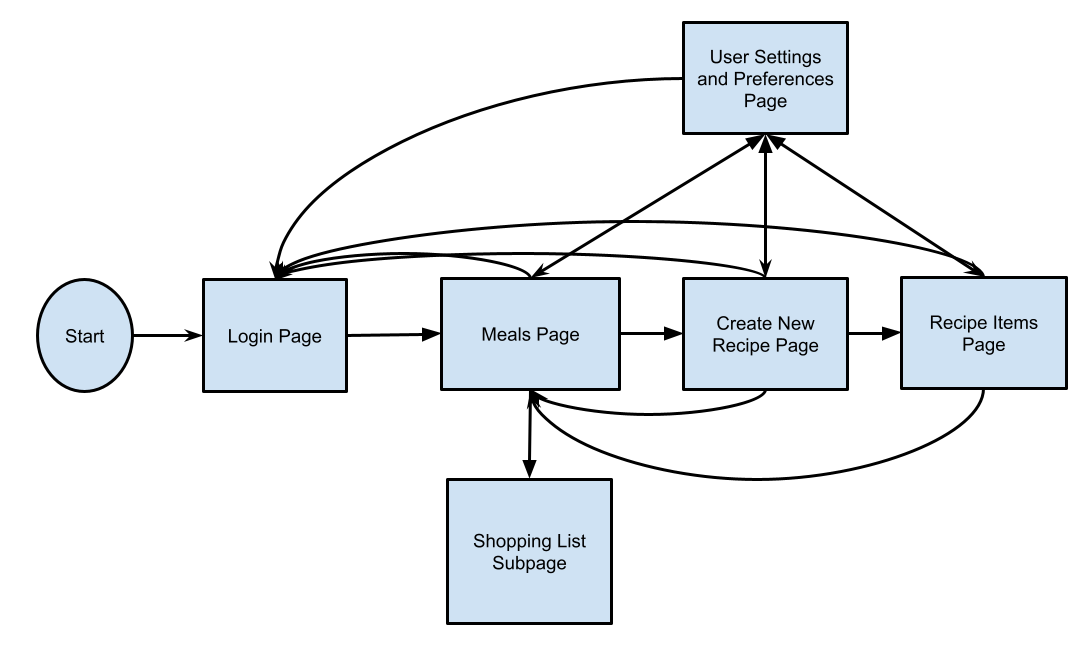 User Settings
and Preferences
Page
Start
Login Page
Meals Page
Create New
Recipe Page
Recipe Items
Page
Shopping List
Subpage